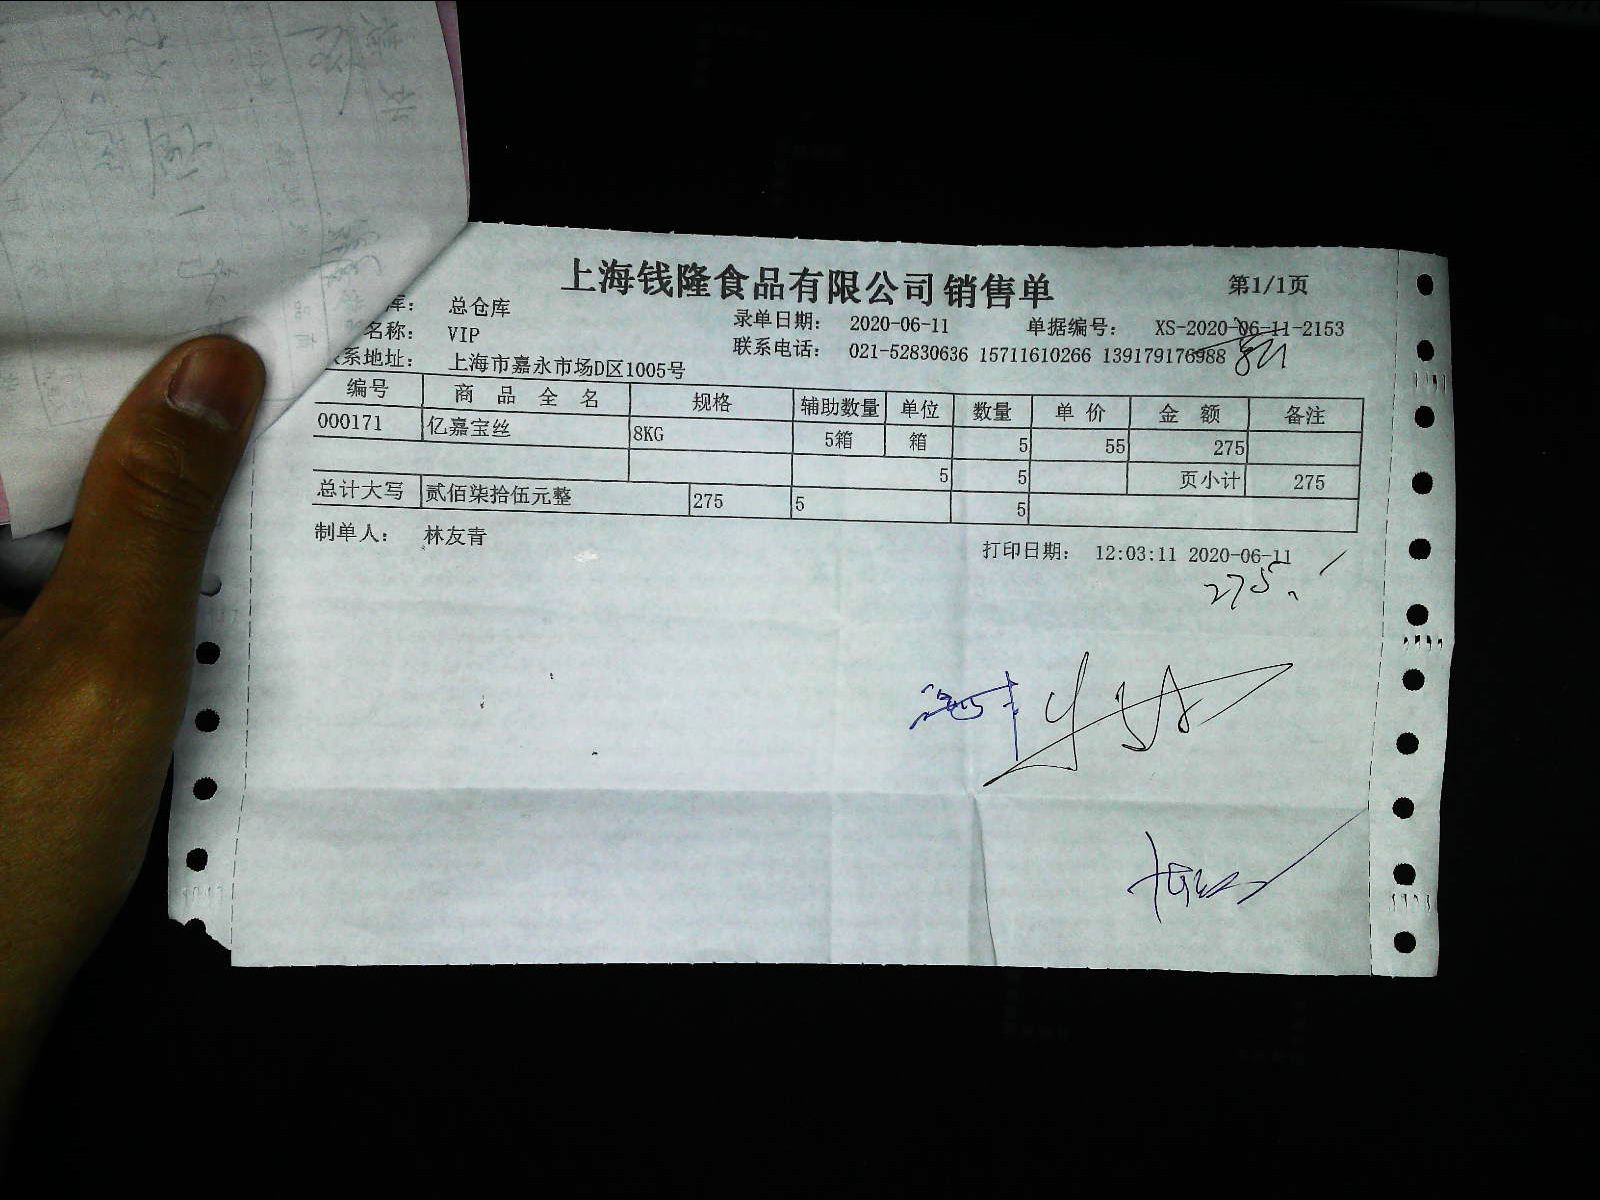 上海钱隆食品有限公司销售单 第1/1页
库： 总仓库 录单日期： 2020-06-11 单据编号： XS-2020-06-11-2153
名称： VIP 联系电话： 021-52830636 15711610266 139179176988
系地址： 上海市嘉永市场D区1005号
编号 商品全名 规格 辅助数量 单位 数量 单价 金额 备注
000171 亿嘉宝丝 8KG 5箱 箱 5 55 275
5 5 页小计 275
总计大写 贰佰柒拾伍元整 275 5 5
制单人： 林友青 打印日期： 12:03:11 2020-06-11
275.